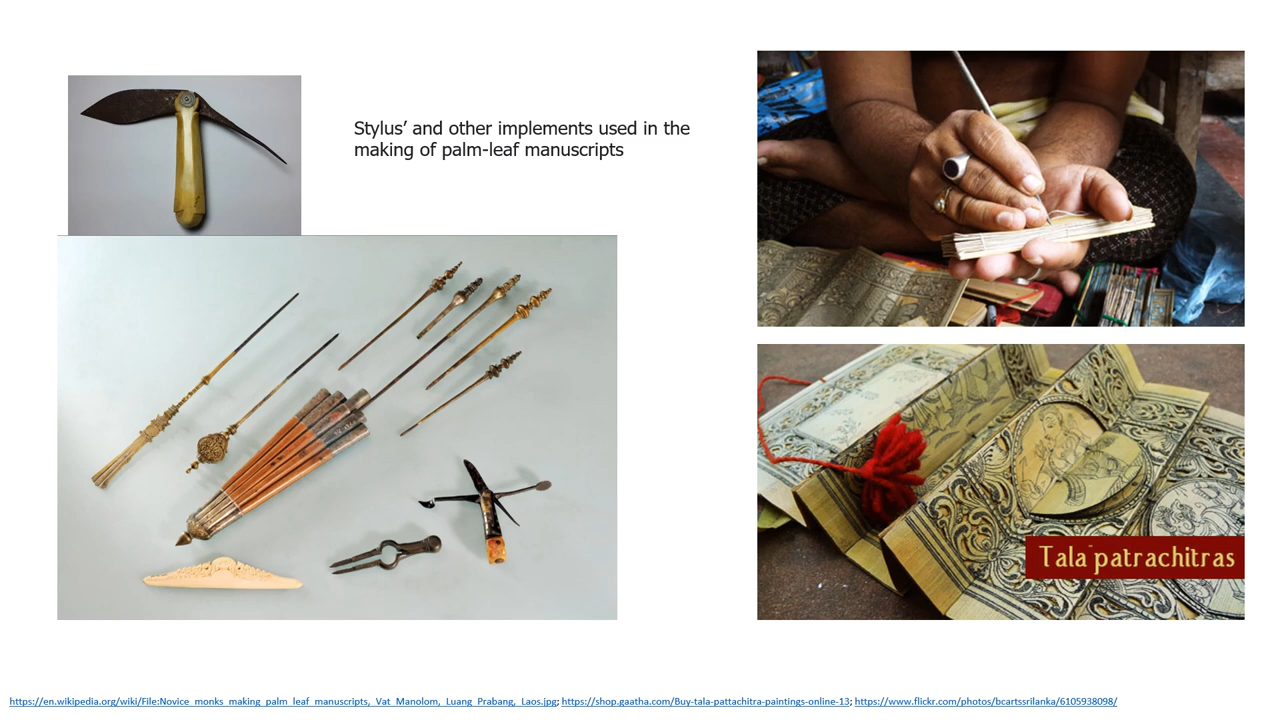 Stylus’ and other implements used in the
making of palm-leaf manuscripts
Tala patrachitras
https://en.wikipedia.org/wiki/File:Novice_monks_making_palm_leaf_manuscripts,_Vat_Manolom,_Luang_Prabang,_Laos.jpg; https://shop.gaatha.com/Buy-tala-pattachitra-paintings-online-13; https://www.flickr.com/photos/bcartssrilanka/6105938098/